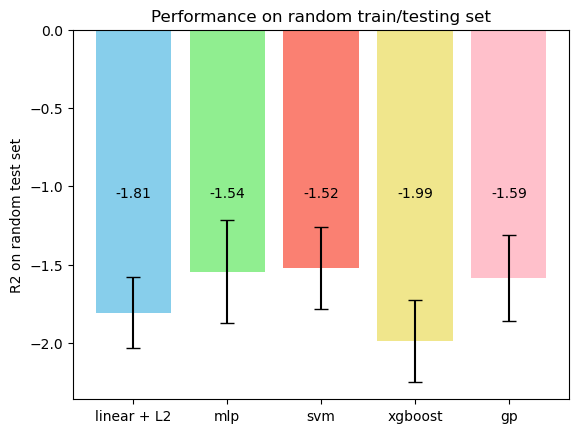 Performance on random train/testing set
R2 on random test set
0.0
−0.5
−1.0
−1.5
−2.0
-1.81
-1.54
-1.52
-1.99
-1.59
linear + L2
mlp
svm
xgboost
gp